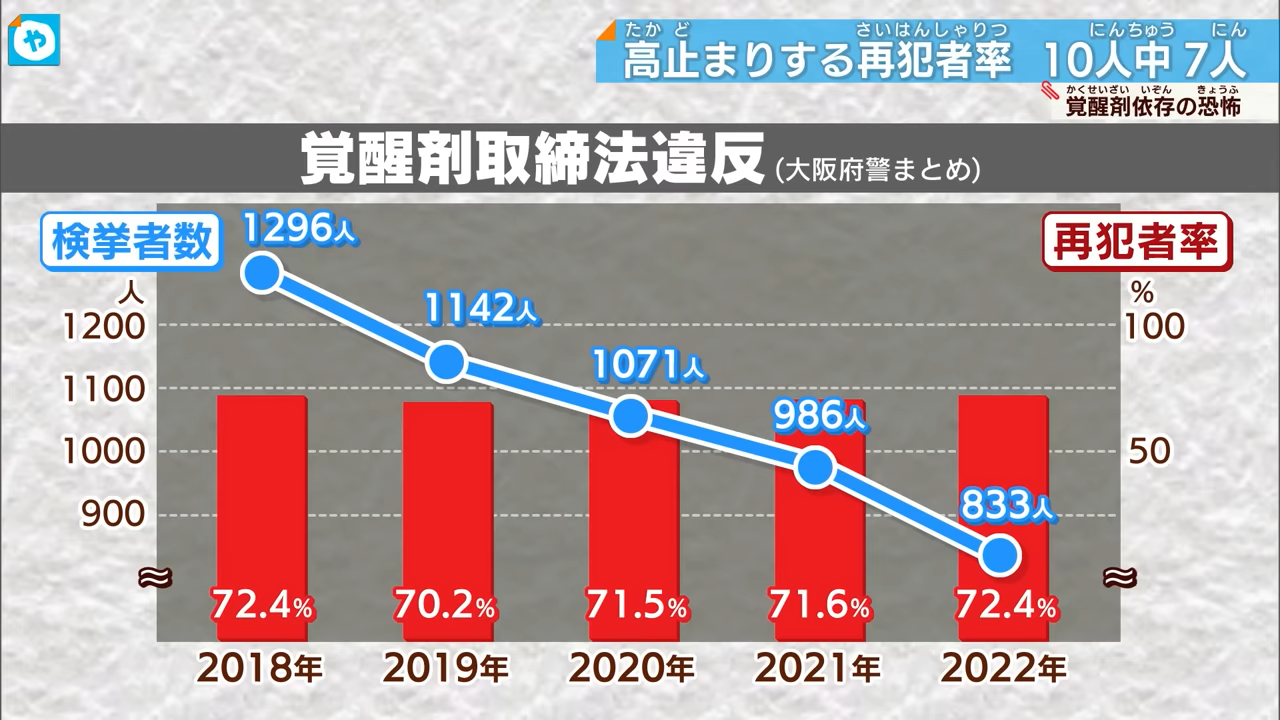 や
たかど さいはんしゃりつ にんちゅう にん
高止まりする再犯者率 10人中7人
かくせいざい いぞん きょうふ
覚醒剤依存の恐怖
覚醒剤取締法違反(大阪府警まとめ)
検挙者数
再犯者率
人
%
1200
100
1100
1000
50
900
1296人
1142人
1071人
986人
833人
72.4%
70.2%
71.5%
71.6%
72.4%
2018年
2019年
2020年
2021年
2022年